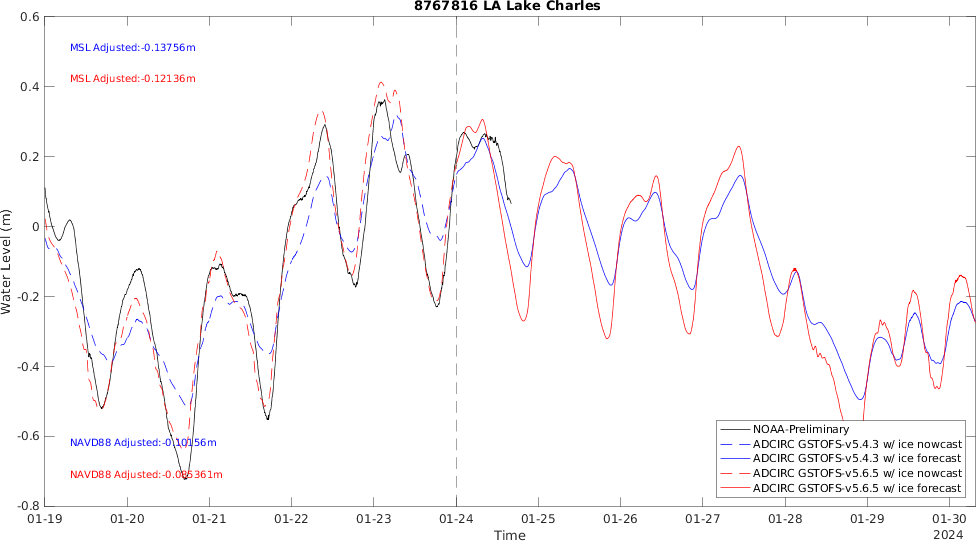 8767816 LA Lake Charles
0.6
MSL Adjusted:-0.13756m
MSL Adjusted:-0.12136m
0.4
0.2
0
-0.2
-0.4
-0.6
-0.8
Water Level (m)
NAVD88 Adjusted:-0.10156m
NAVD88 Adjusted:-0.085361m
NOAA-Preliminary
ADCIRC GSTOFS-v5.4.3 w/ ice nowcast
ADCIRC GSTOFS-v5.4.3 w/ ice forecast
ADCIRC GSTOFS-v5.6.5 w/ ice nowcast
ADCIRC GSTOFS-v5.6.5 w/ ice forecast
01-19 01-20 01-21 01-22 01-23 01-24 01-25 01-26 01-27 01-28 01-29 01-30
Time
2024